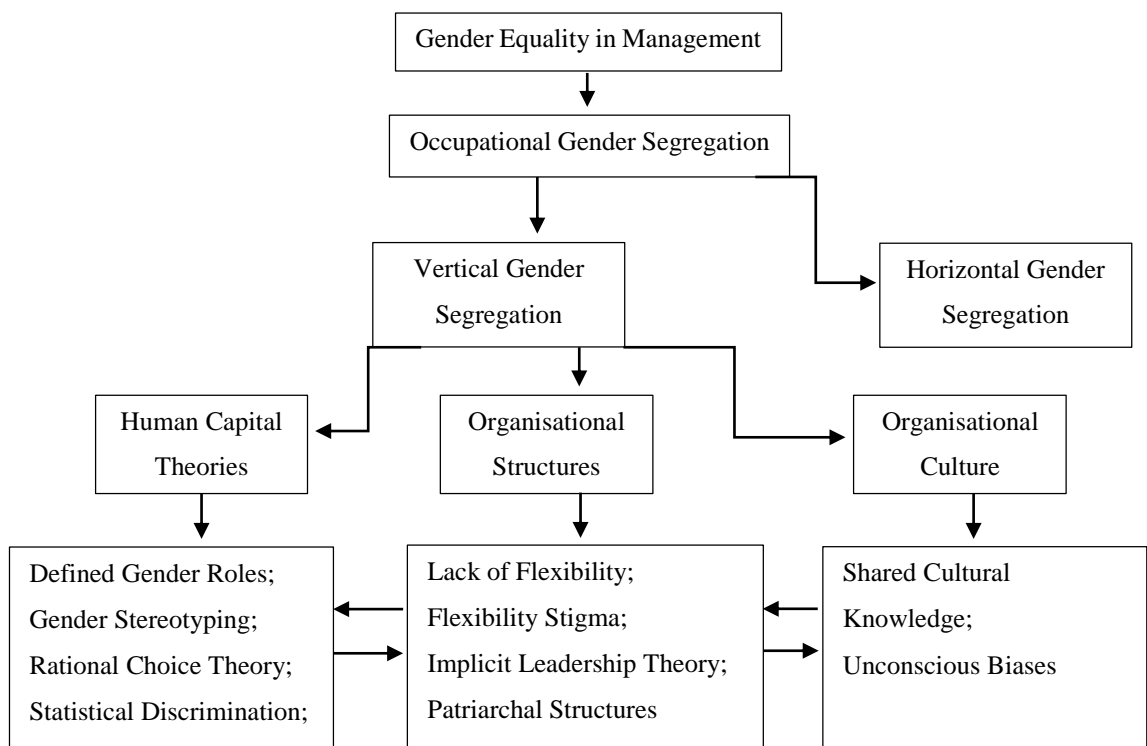 Gender Equality in Management
Occupational Gender Segregation
Vertical Gender
Segregation
Horizontal Gender
Segregation
Human Capital
Theories
Organisational
Structures
Organisational
Culture
Defined Gender Roles;
Gender Stereotyping;
Rational Choice Theory;
Statistical Discrimination;
Lack of Flexibility;
Flexibility Stigma;
Implicit Leadership Theory;
Patriarchal Structures
Shared Cultural
Knowledge;
Unconscious Biases